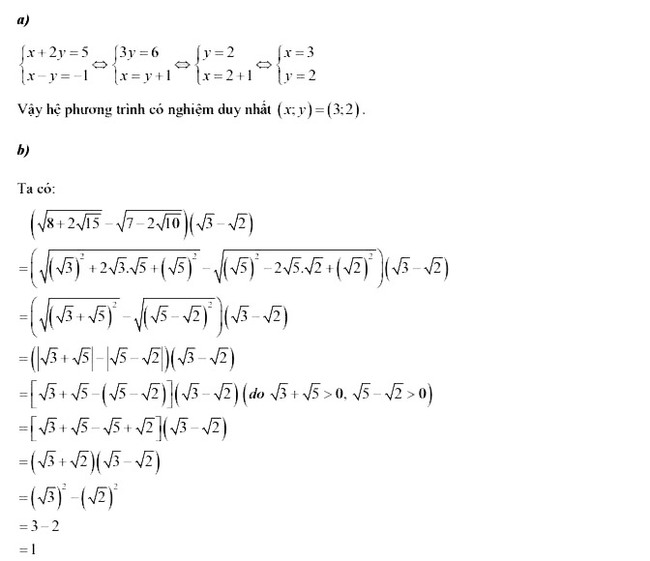 a)
{x + 2y = 5 ⇔ {3y = 6 ⇔ {y = 2 ⇔ {x = 3
{x − y = −1 {x = y + 1 {x = 2 + 1 {y = 2
Vậy hệ phương trình có nghiệm duy nhất (x; y) = (3; 2).
b)
Ta có:
(√(8 + 2√15) − √(7 − 2√10))(√3 − √2)
= (√((√3)² + 2√3.√5 + (√5)²) − √((√5)² − 2√5.√2 + (√2)²))(√3 − √2)
= (√((√3 + √5)²) − √((√5 − √2)²))(√3 − √2)
= (|√3 + √5| − |√5 − √2|)(√3 − √2)
= [√3 + √5 − (√5 − √2)](√3 − √2) (do √3 + √5 > 0, √5 − √2 > 0)
= [√3 + √5 − √5 + √2](√3 − √2)
= (√3 + √2)(√3 − √2)
= (√3)² − (√2)²
= 3 − 2
= 1